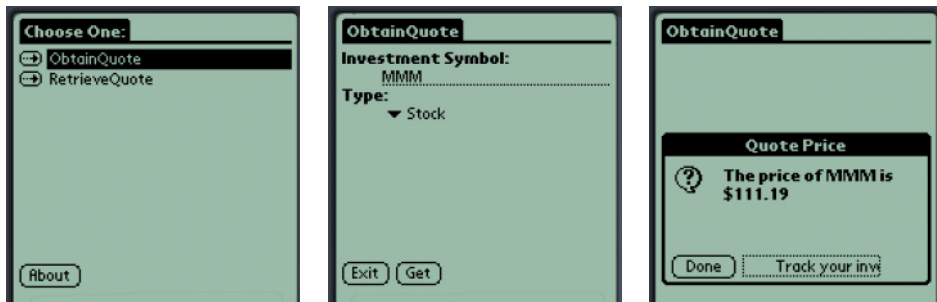 Choose One:
ObtainQuote
RetrieveQuote
About
ObtainQuote
Investment Symbol:
MMM
Type:
Stock
Exit Get
ObtainQuote
Quote Price
The price of MMM is
$111.19
Done Track your inv